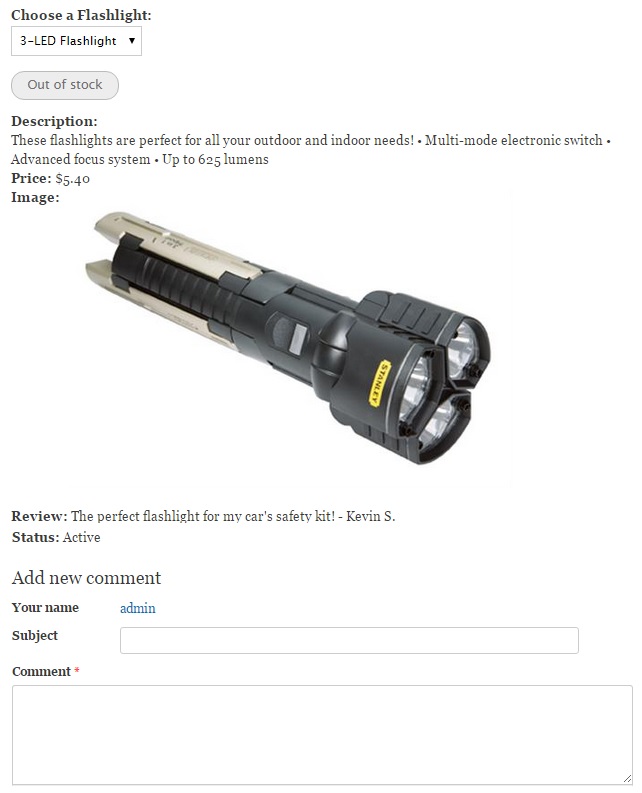 Choose a Flashlight:
3-LED Flashlight
Out of stock
Description:
These flashlights are perfect for all your outdoor and indoor needs! • Multi-mode electronic switch •
Advanced focus system • Up to 625 lumens
Price: $5.40
Image:
STANLEY
Review: The perfect flashlight for my car's safety kit! - Kevin S.
Status: Active
Add new comment
Your name admin
Subject
Comment *